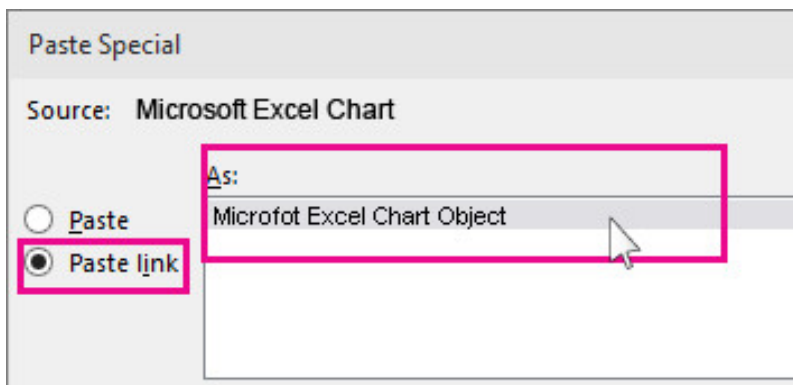 Paste Special
Source: Microsoft Excel Chart
As:
Paste
Microfot Excel Chart Object
Paste link